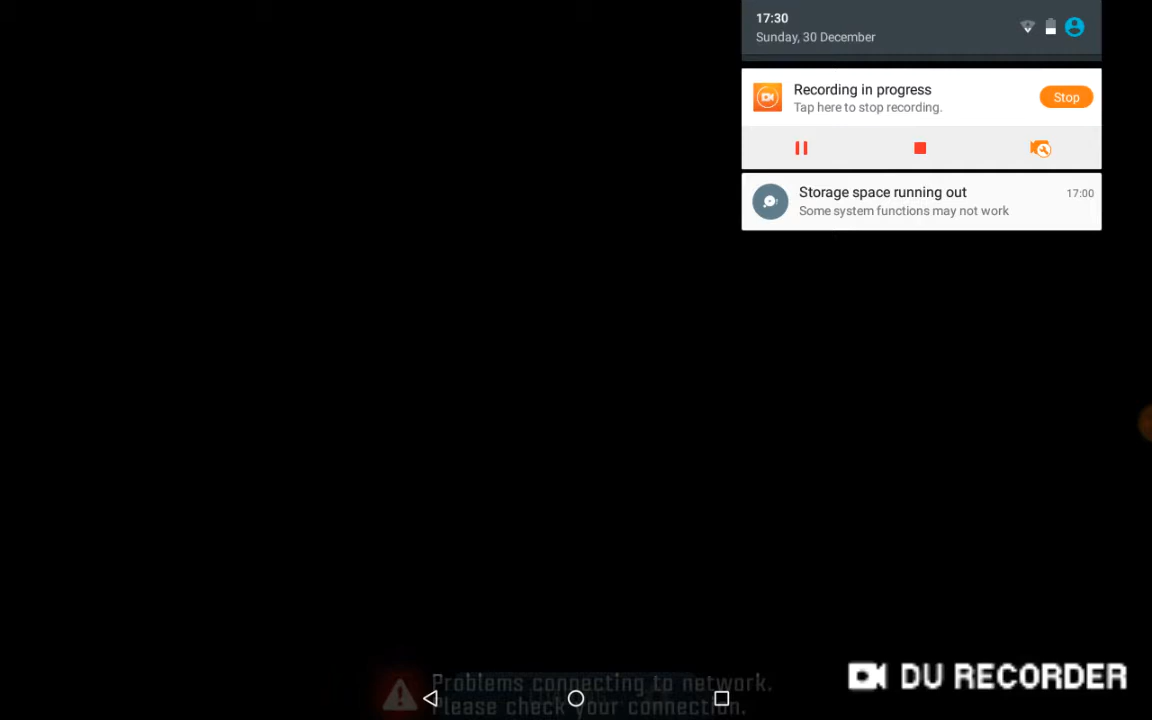 17:30
Sunday, 30 December
Recording in progress
Tap here to stop recording.
Stop
Storage space running out
17:00
Some system functions may not work
DU RECORDER
Problems connecting to network.
Please check your connection.